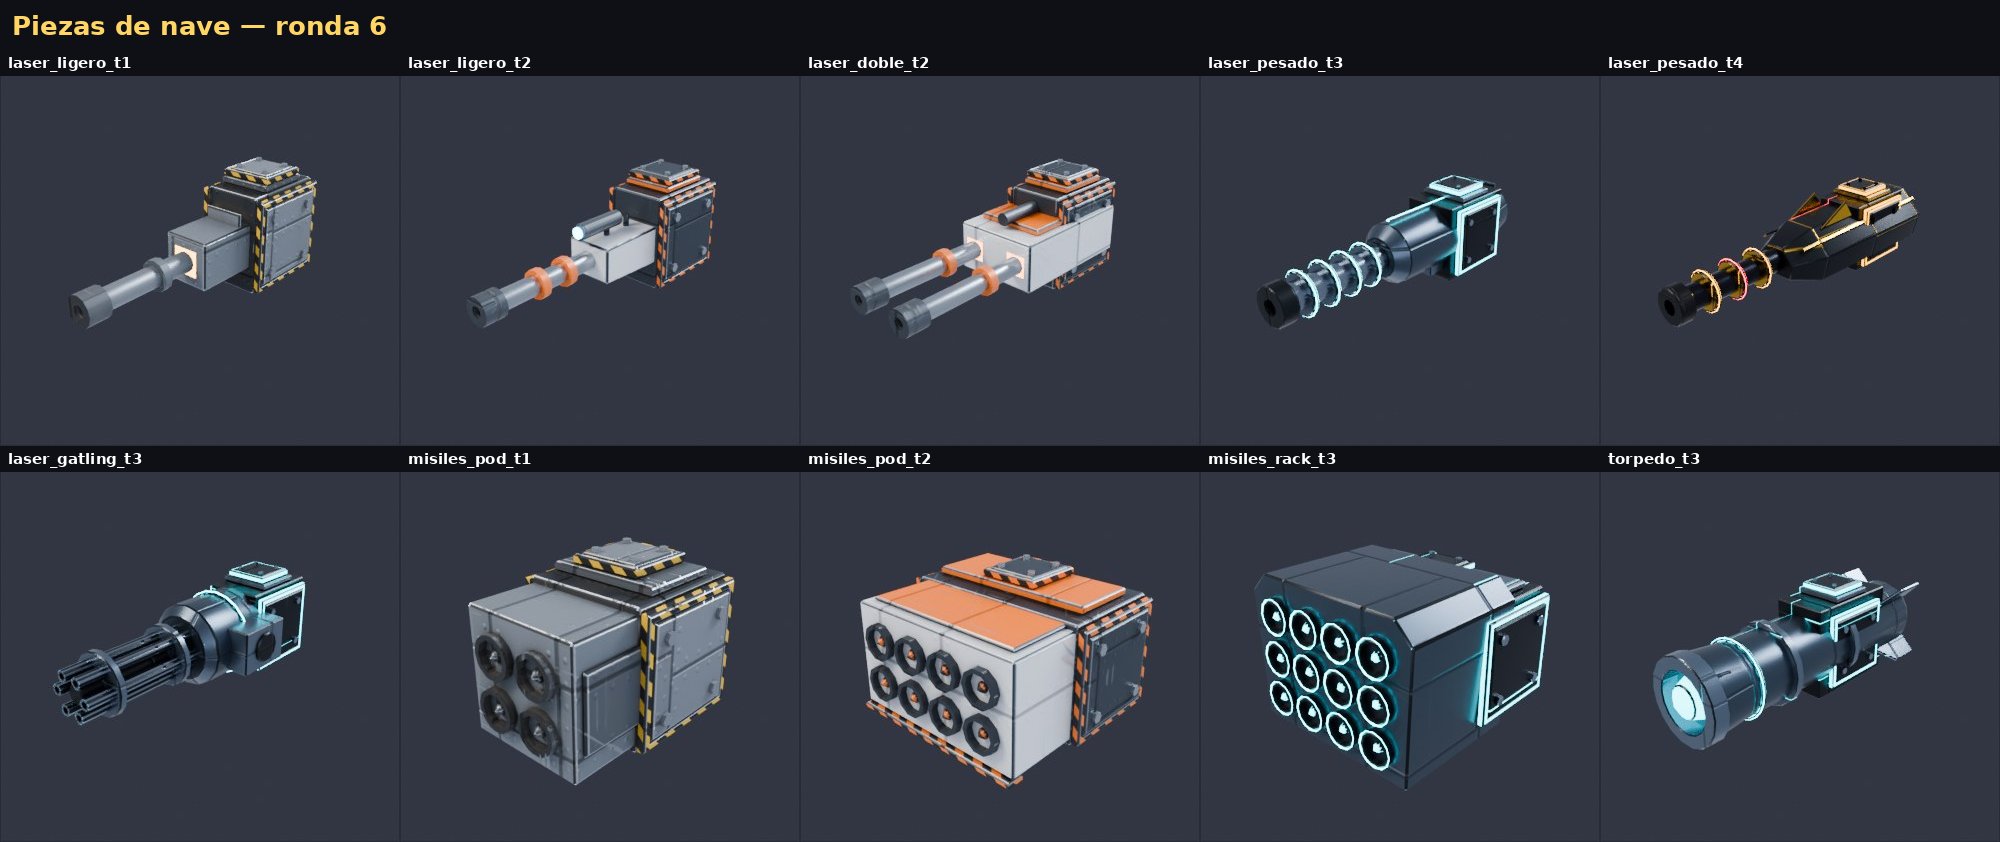 Piezas de nave — ronda 6
laser_ligero_t1
laser_ligero_t2
laser_doble_t2
laser_pesado_t3
laser_pesado_t4
laser_gatling_t3
misiles_pod_t1
misiles_pod_t2
misiles_rack_t3
torpedo_t3